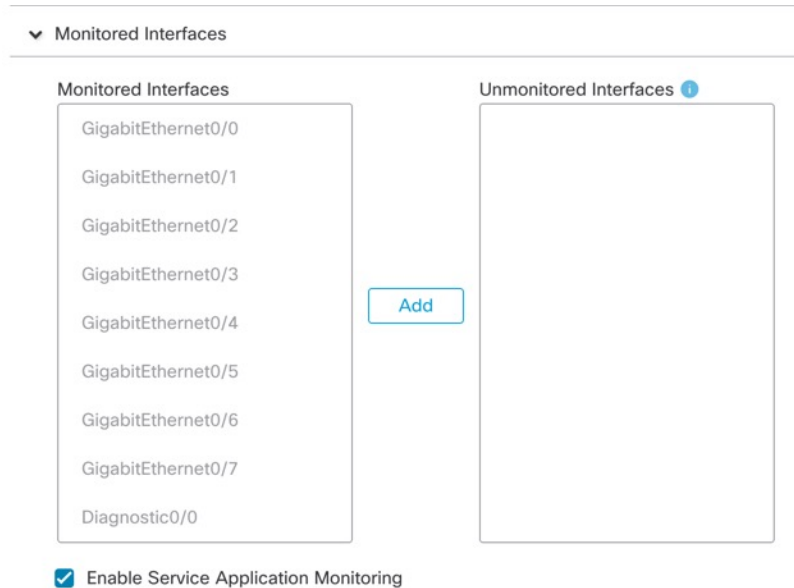 Monitored Interfaces
Monitored Interfaces
Unmonitored Interfaces
GigabitEthernet0/0
GigabitEthernet0/1
GigabitEthernet0/2
GigabitEthernet0/3
GigabitEthernet0/4
GigabitEthernet0/5
GigabitEthernet0/6
GigabitEthernet0/7
Diagnostic0/0
Add
Enable Service Application Monitoring